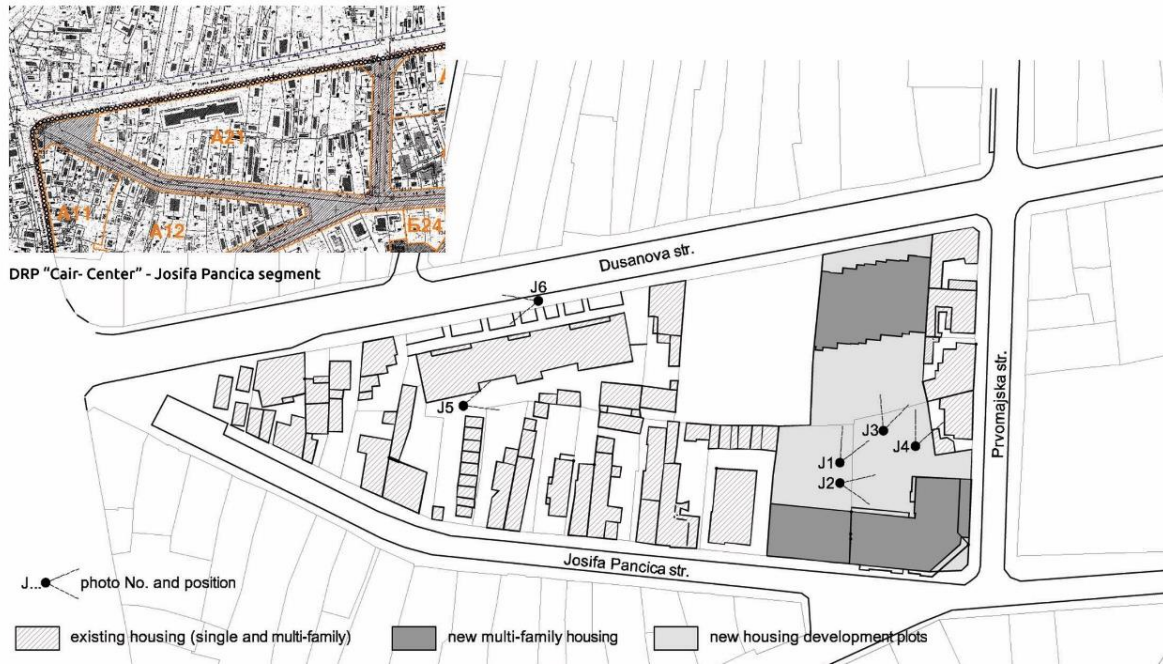 A21
A11
A12
Б24
DRP "Cair- Center" - Josifa Pancica segment
Dusanova str.
J6
Prvomajska str.
J5
J3
J4
J1
J2
Josifa Pancica str.
J... photo No. and position
existing housing (single and multi-family)
new multi-family housing
new housing development plots